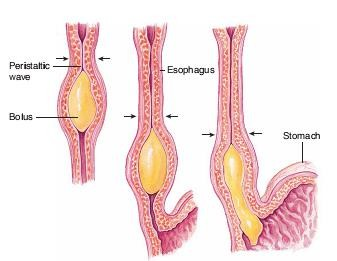 Peristaltic
wave
Esophagus
Bolus
Stomach